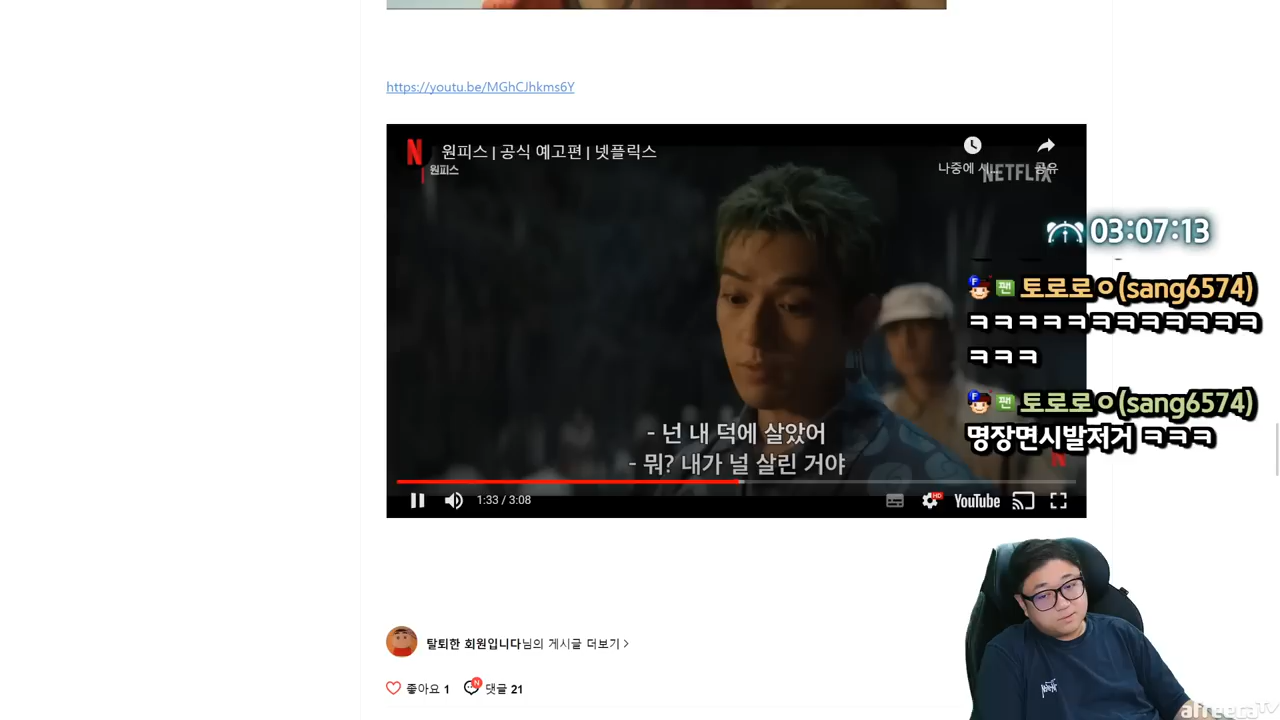 https://youtu.be/MGhCJhkms6Y
원피스 | 공식 예고편 | 넷플릭스
원피스
나중에 시...
공유
NETFLIX
03:07:13
토로로ㅇ(sang6574)
ㅋㅋㅋㅋㅋㅋㅋㅋㅋㅋㅋㅋ
ㅋㅋㅋ
토로로ㅇ(sang6574)
명장면시발저거 ㅋㅋㅋ
- 넌 내 덕에 살았어
- 뭐? 내가 널 살린 거야
1:33 / 3:08
HD
YouTube
탈퇴한 회원입니다님의 게시글 더보기 >
좋아요 1
댓글 21
afreecaTV